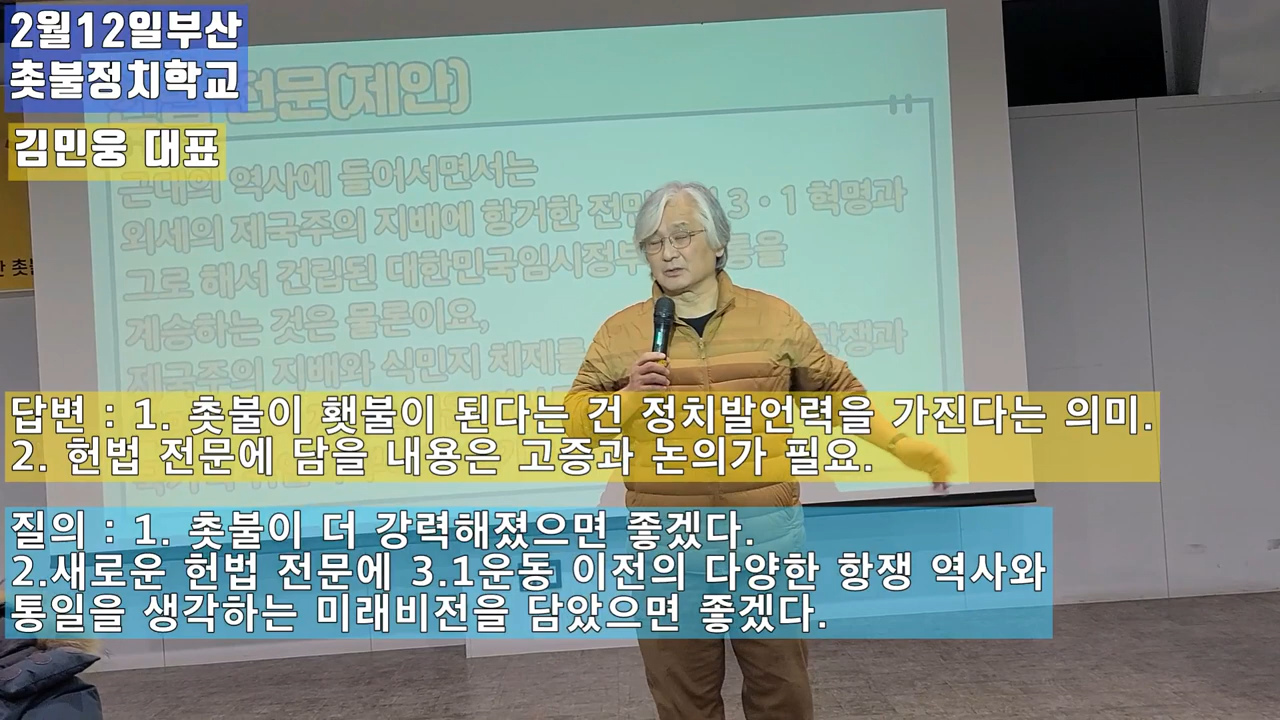 2월12일부산
촛불정치학교
김민웅 대표
전문(제안)
근대의 역사에 들어서면서는
외세의 제국주의 지배에 항거한 3·1 혁명과
그로 해서 건립된 대한민국임시정부
계승하는 것은 물론이요,
제국주의 지배와 식민지 체제를
답변 : 1. 촛불이 횃불이 된다는 건 정치발언력을 가진다는 의미.
2. 헌법 전문에 담을 내용은 고증과 논의가 필요.
질의 : 1. 촛불이 더 강력해졌으면 좋겠다.
2.새로운 헌법 전문에 3.1운동 이전의 다양한 항쟁 역사와
통일을 생각하는 미래비전을 담았으면 좋겠다.